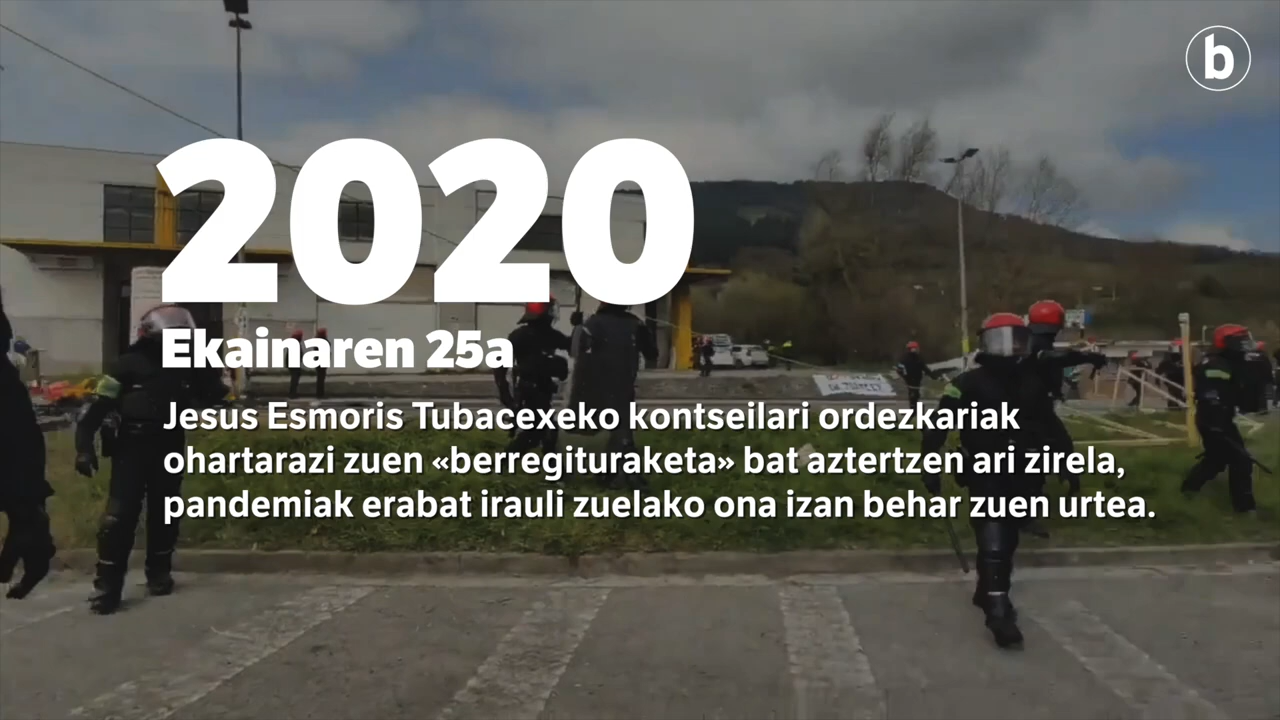 b
2020
Ekainaren 25a
Jesus Esmoris Tubacexeko kontseilari ordezkariak
ohartarazi zuen «berregituraketa» bat aztertzen ari zirela,
pandemiak erabat irauli zuelako ona izan behar zuen urtea.